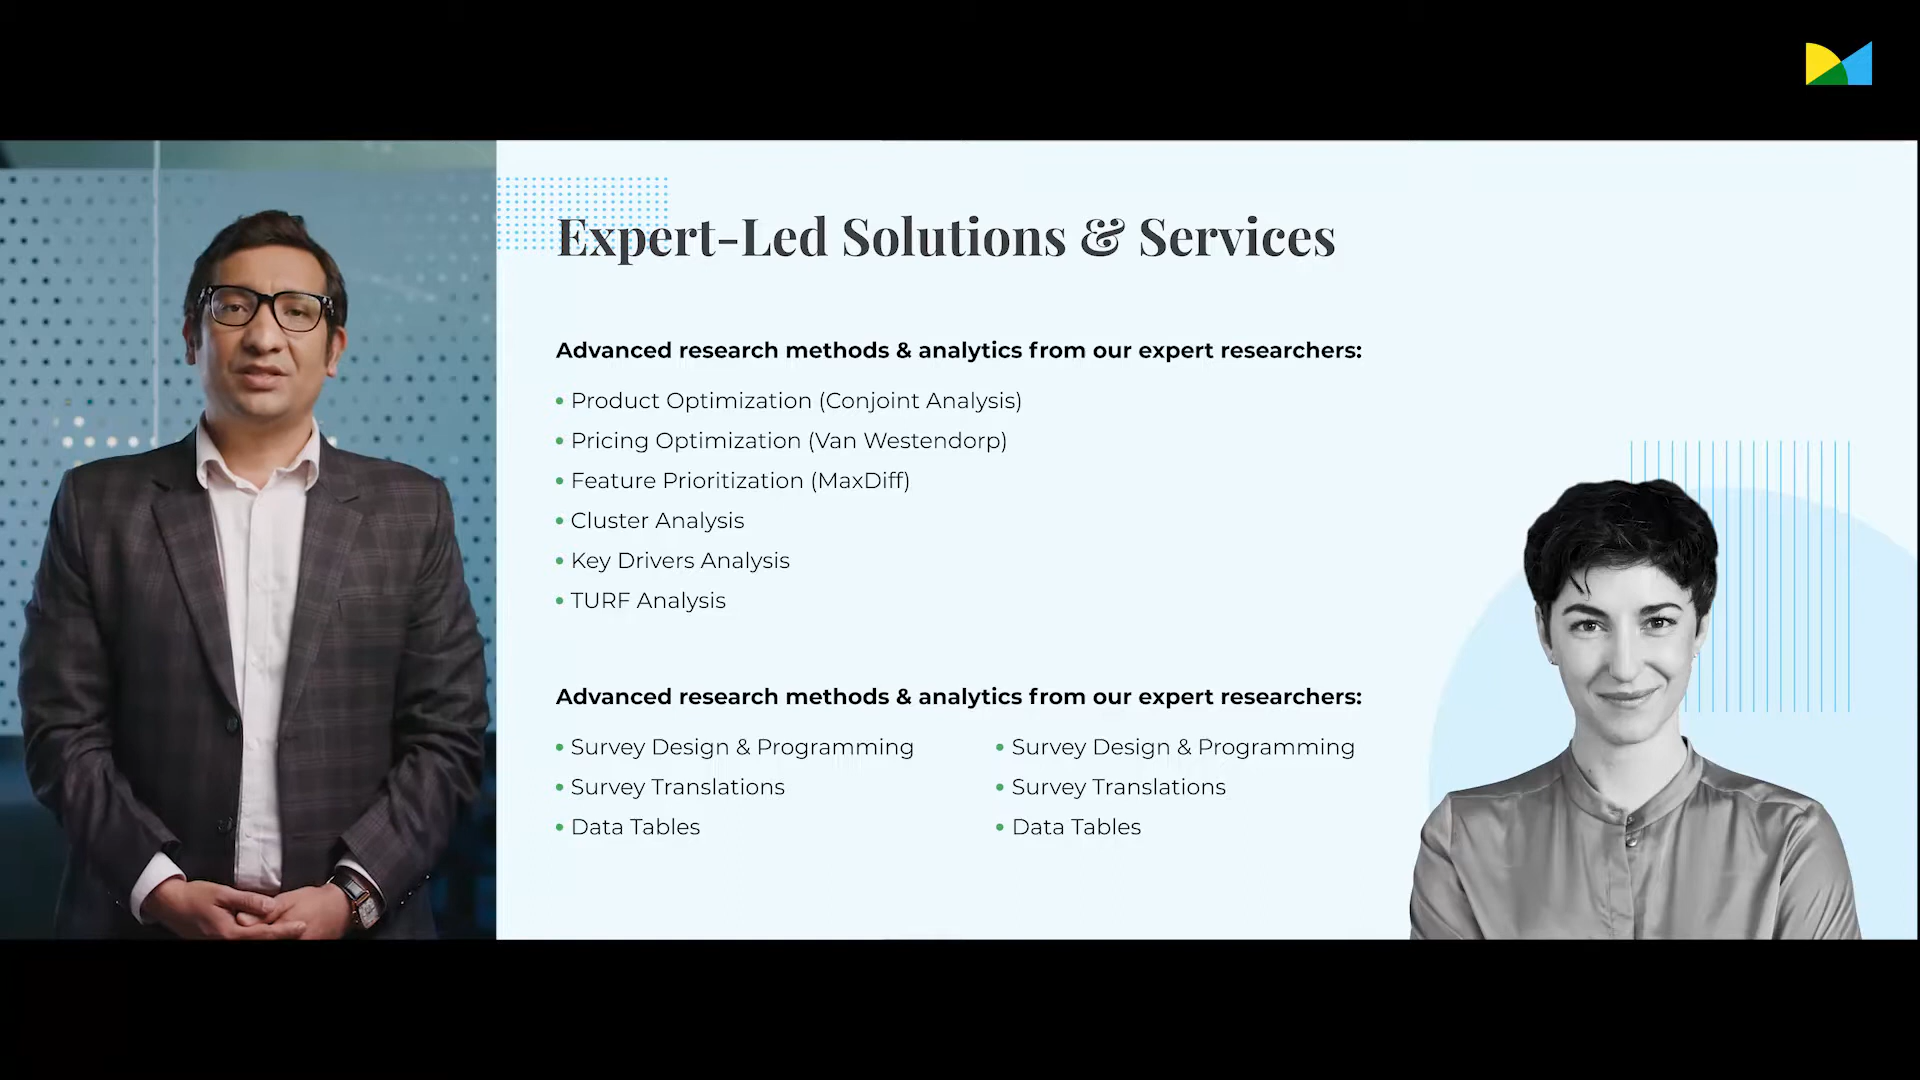 Expert-Led Solutions & Services
Advanced research methods & analytics from our expert researchers:
• Product Optimization (Conjoint Analysis)
• Pricing Optimization (Van Westendorp)
• Feature Prioritization (MaxDiff)
• Cluster Analysis
• Key Drivers Analysis
• TURF Analysis
Advanced research methods & analytics from our expert researchers:
• Survey Design & Programming
• Survey Translations
• Data Tables
• Survey Design & Programming
• Survey Translations
• Data Tables